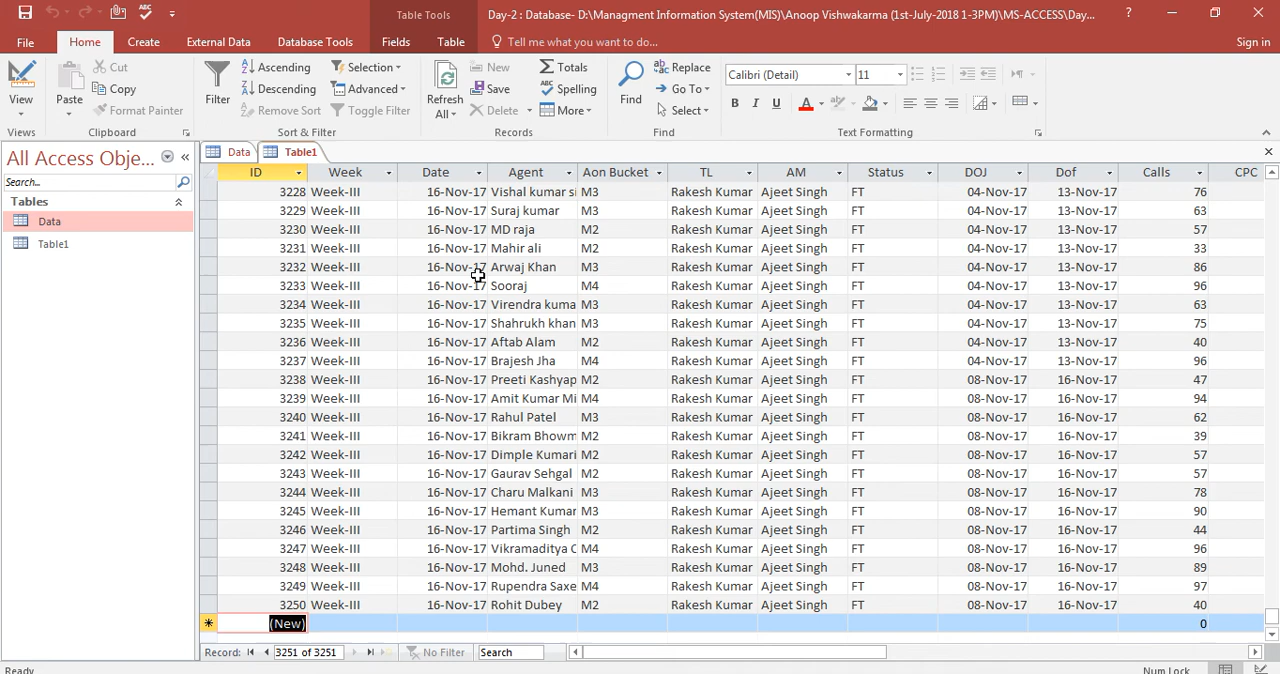 Table Tools
Day-2 : Database- D:\Managment Information System(MIS)\Anoop Vishwakarma (1st-July-2018 1-3PM)\MS-ACCESS\Day...
? 
File Home Create External Data Database Tools Fields Table Tell me what you want to do... Sign in
View
Views
Paste
Cut
Copy
Format Painter
Clipboard
Filter
Ascending
Descending
Remove Sort
Selection
Advanced
Toggle Filter
Sort & Filter
Refresh All
New
Save
Delete
Totals
Spelling
More
Records
Find
Replace
Go To
Select
Find
Calibri (Detail) 11
B I U A
Text Formatting
All Access Obje...
Search...
Tables
Data
Table1
Data Table1
ID Week Date Agent Aon Bucket TL AM Status DOJ Dof Calls CPC
3228 Week-III 16-Nov-17 Vishal kumar si M3 Rakesh Kumar Ajeet Singh FT 04-Nov-17 13-Nov-17 76
3229 Week-III 16-Nov-17 Suraj kumar M3 Rakesh Kumar Ajeet Singh FT 04-Nov-17 13-Nov-17 63
3230 Week-III 16-Nov-17 MD raja M2 Rakesh Kumar Ajeet Singh FT 04-Nov-17 13-Nov-17 57
3231 Week-III 16-Nov-17 Mahir ali M2 Rakesh Kumar Ajeet Singh FT 04-Nov-17 13-Nov-17 33
3232 Week-III 16-Nov-17 Arwaj Khan M3 Rakesh Kumar Ajeet Singh FT 04-Nov-17 13-Nov-17 86
3233 Week-III 16-Nov-17 Sooraj M4 Rakesh Kumar Ajeet Singh FT 04-Nov-17 13-Nov-17 96
3234 Week-III 16-Nov-17 Virendra kuma M3 Rakesh Kumar Ajeet Singh FT 04-Nov-17 13-Nov-17 63
3235 Week-III 16-Nov-17 Shahrukh khan M3 Rakesh Kumar Ajeet Singh FT 04-Nov-17 13-Nov-17 75
3236 Week-III 16-Nov-17 Aftab Alam M2 Rakesh Kumar Ajeet Singh FT 04-Nov-17 13-Nov-17 40
3237 Week-III 16-Nov-17 Brajesh Jha M4 Rakesh Kumar Ajeet Singh FT 04-Nov-17 13-Nov-17 96
3238 Week-III 16-Nov-17 Preeti Kashyap M2 Rakesh Kumar Ajeet Singh FT 08-Nov-17 16-Nov-17 47
3239 Week-III 16-Nov-17 Amit Kumar Mi M4 Rakesh Kumar Ajeet Singh FT 08-Nov-17 16-Nov-17 94
3240 Week-III 16-Nov-17 Rahul Patel M3 Rakesh Kumar Ajeet Singh FT 08-Nov-17 16-Nov-17 62
3241 Week-III 16-Nov-17 Bikram Bhowm M2 Rakesh Kumar Ajeet Singh FT 08-Nov-17 16-Nov-17 39
3242 Week-III 16-Nov-17 Dimple Kumari M2 Rakesh Kumar Ajeet Singh FT 08-Nov-17 16-Nov-17 57
3243 Week-III 16-Nov-17 Gaurav Sehgal M2 Rakesh Kumar Ajeet Singh FT 08-Nov-17 16-Nov-17 57
3244 Week-III 16-Nov-17 Charu Malkani M3 Rakesh Kumar Ajeet Singh FT 08-Nov-17 16-Nov-17 78
3245 Week-III 16-Nov-17 Hemant Kumar M3 Rakesh Kumar Ajeet Singh FT 08-Nov-17 16-Nov-17 90
3246 Week-III 16-Nov-17 Partima Singh M2 Rakesh Kumar Ajeet Singh FT 08-Nov-17 16-Nov-17 44
3247 Week-III 16-Nov-17 Vikramaditya C M4 Rakesh Kumar Ajeet Singh FT 08-Nov-17 16-Nov-17 96
3248 Week-III 16-Nov-17 Mohd. Juned M3 Rakesh Kumar Ajeet Singh FT 08-Nov-17 16-Nov-17 89
3249 Week-III 16-Nov-17 Rupendra Saxe M4 Rakesh Kumar Ajeet Singh FT 08-Nov-17 16-Nov-17 97
3250 Week-III 16-Nov-17 Rohit Dubey M2 Rakesh Kumar Ajeet Singh FT 08-Nov-17 16-Nov-17 40
(New) 0
Record: 3251 of 3251 No Filter Search
Ready Num Lock